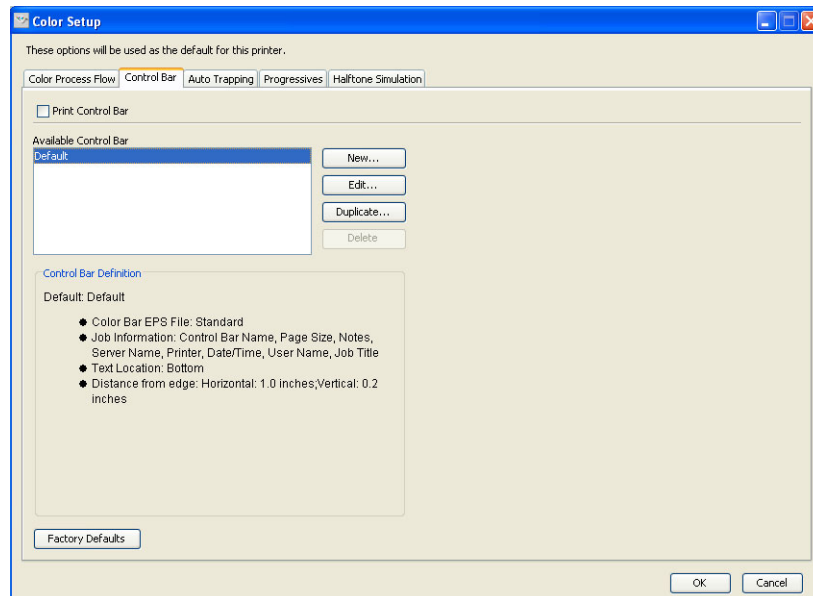 Color Setup
These options will be used as the default for this printer.
Color Process Flow Control Bar Auto Trapping Progressives Halftone Simulation
Print Control Bar
Available Control Bar
Default
New...
Edit...
Duplicate...
Delete
Control Bar Definition
Default: Default
Color Bar EPS File: Standard
Job Information: Control Bar Name, Page Size, Notes,
Server Name, Printer, Date/Time, User Name, Job Title
Text Location: Bottom
Distance from edge: Horizontal: 1.0 inches;Vertical: 0.2
inches
Factory Defaults
OK Cancel